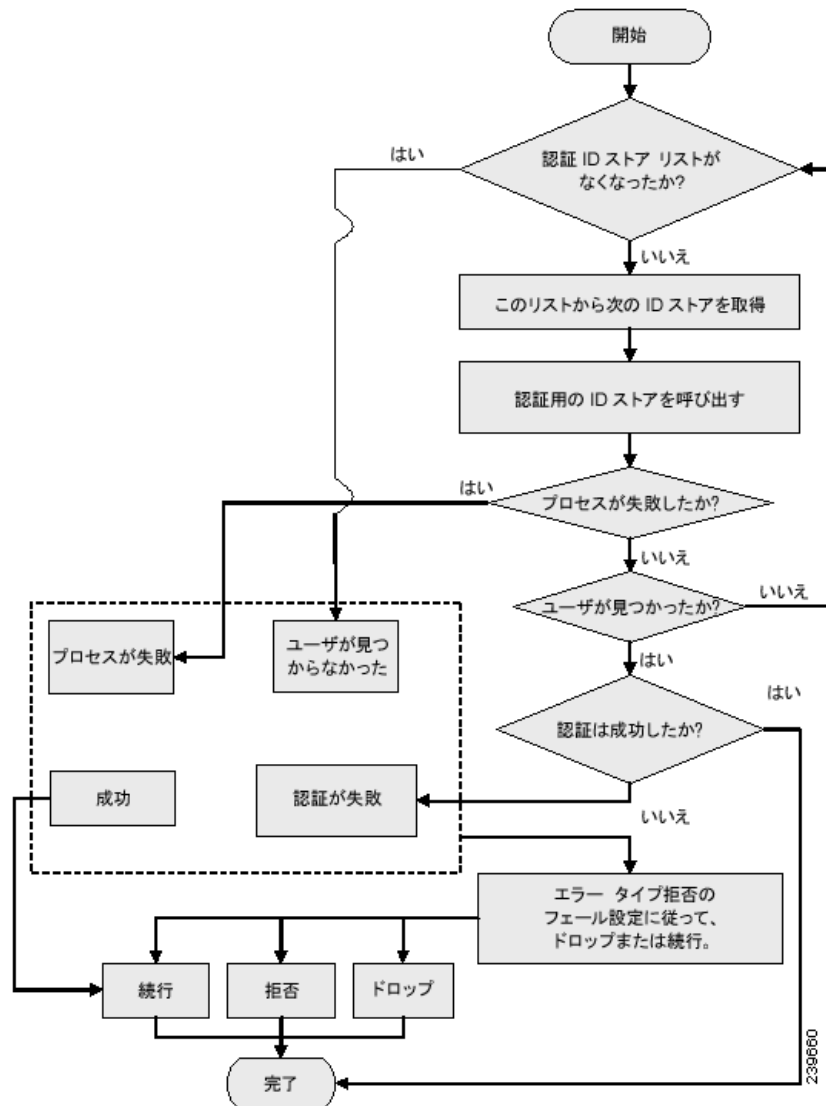 開始
はい
認証 ID ストア リストが
なくなったか?
いいえ
このリストから次の ID ストアを取得
認証用の ID ストアを呼び出す
はい
プロセスが失敗したか?
いいえ
ユーザが見つかったか?
いいえ
プロセスが失敗
ユーザが見つ
からなかった
はい
はい
認証は成功したか?
成功
認証が失敗
いいえ
エラー タイプ拒否の
フェール設定に従って、
ドロップまたは続行。
続行
拒否
ドロップ
完了
239660